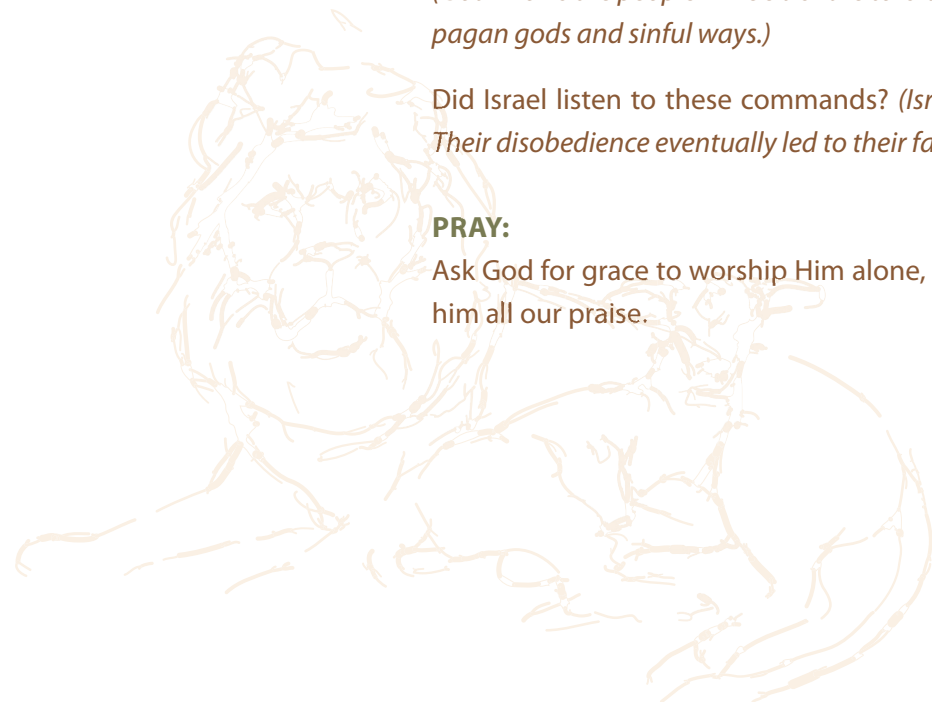 pagan gods and sinful ways.)
Did Israel listen to these commands?
Their disobedience eventually led to their
PRAY:
Ask God for grace to worship Him alone,
him all our praise.